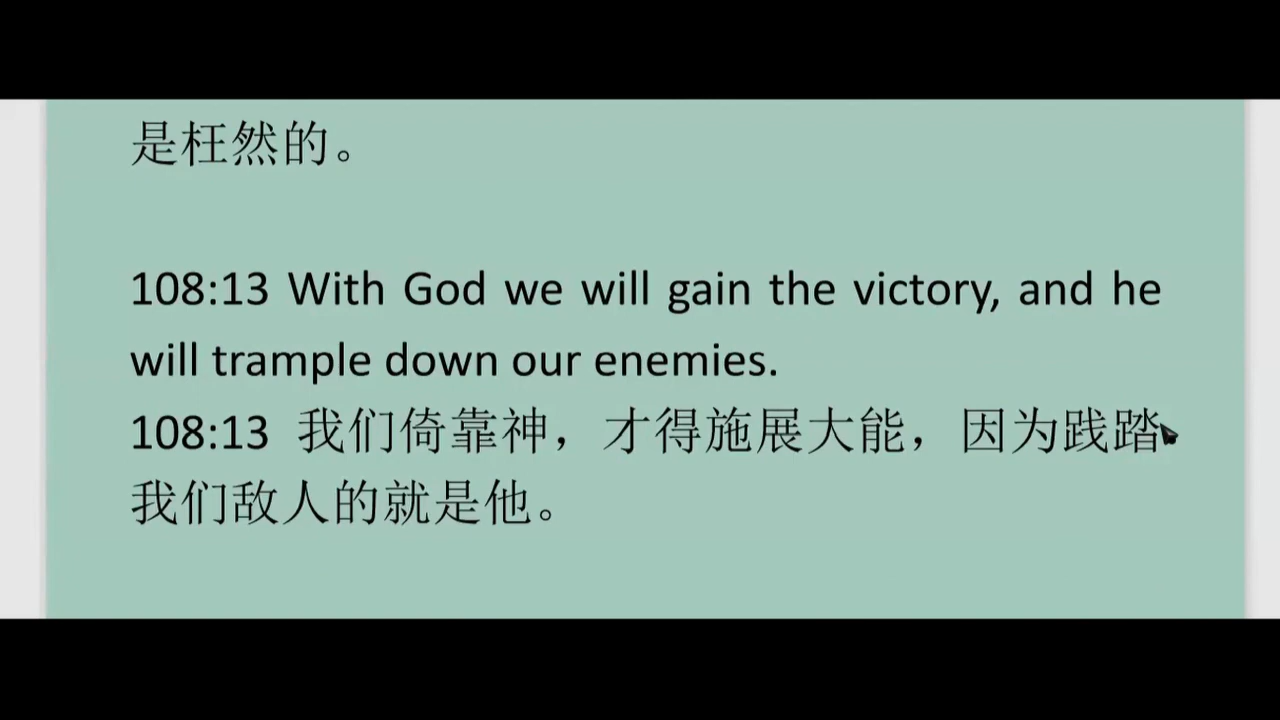 是枉然的。
108:13 With God we will gain the victory, and he
will trample down our enemies.
108:13 我们倚靠神，才得施展大能，因为践踏
我们敌人的就是他。